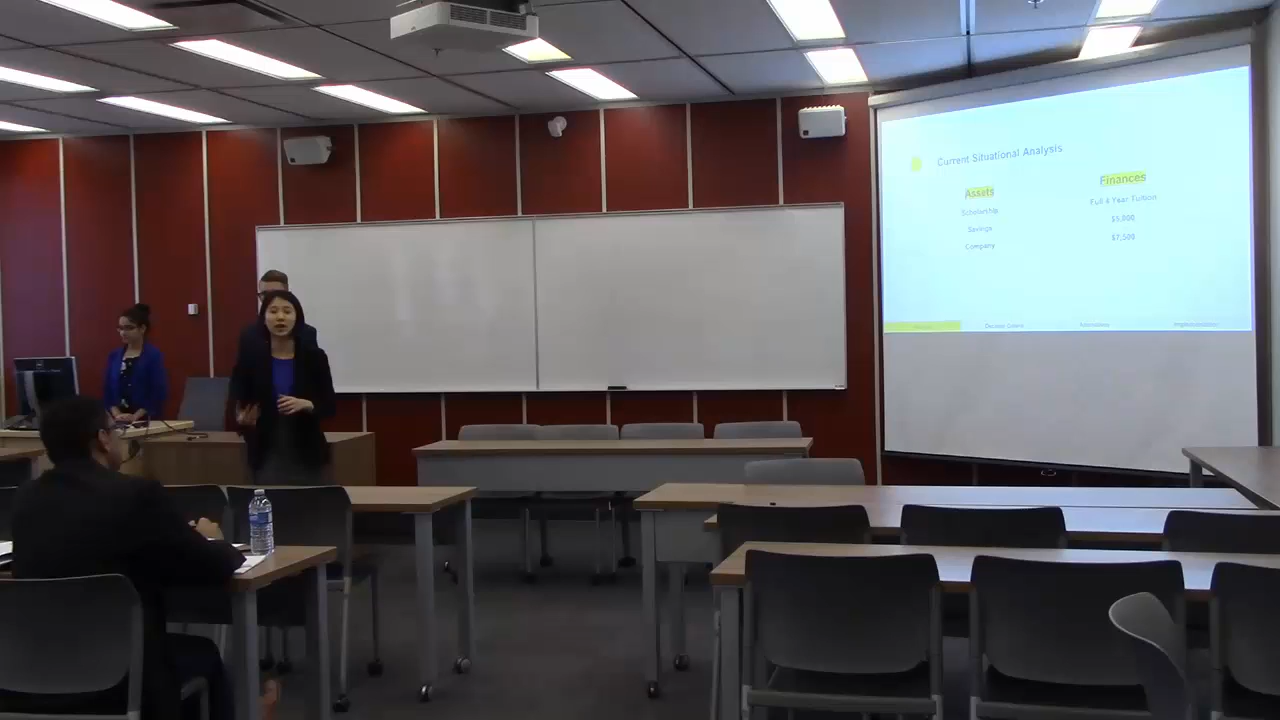 Current Situational Analysis
Assets Finances
Scholarship Full 4 Year Tuition
Savings $5,800
Company $7,500
Decision Criteria Alternatives Implementation